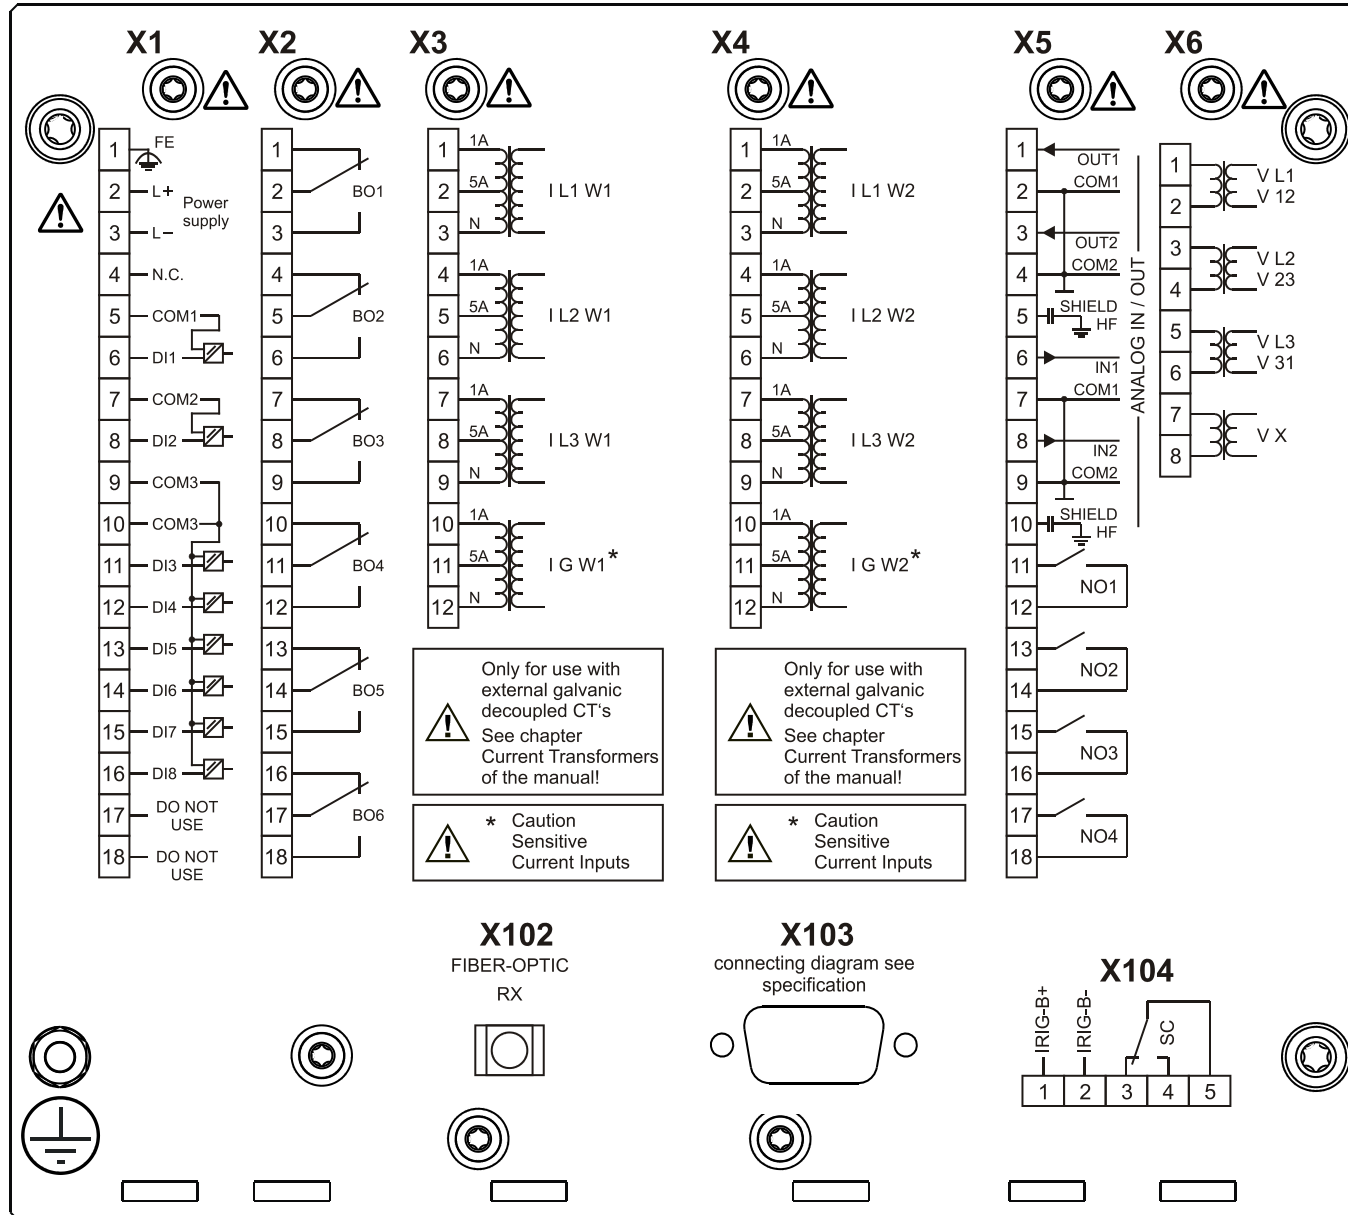 X1
X2
X3
X4
X5
X6
1
FE
2
L+
Power
supply
3
L–
4
N.C.
5
COM1
6
DI1
7
COM2
8
DI2
9
COM3
10
COM3
11
DI3
12
DI4
13
DI5
14
DI6
15
DI7
16
DI8
17
DO NOT
USE
18
DO NOT
USE
1
2
BO1
3
4
5
BO2
6
7
8
BO3
9
10
11
BO4
12
13
14
BO5
15
16
17
BO6
18
1
1A
2
5A
I L1 W1
3
N
4
1A
5
5A
I L2 W1
6
N
7
1A
8
5A
I L3 W1
9
N
10
1A
11
5A
I G W1*
12
N
Only for use with
external galvanic
decoupled CT‘s
See chapter
Current Transformers
of the manual!
* Caution
Sensitive
Current Inputs
1
1A
2
5A
I L1 W2
3
N
4
1A
5
5A
I L2 W2
6
N
7
1A
8
5A
I L3 W2
9
N
10
1A
11
5A
I G W2*
12
N
Only for use with
external galvanic
decoupled CT‘s
See chapter
Current Transformers
of the manual!
* Caution
Sensitive
Current Inputs
1
OUT1
2
COM1
3
OUT2
4
COM2
5
SHIELD
HF
6
IN1
7
COM1
8
IN2
9
COM2
10
SHIELD
HF
ANALOG IN / OUT
11
NO1
12
13
NO2
14
15
NO3
16
17
NO4
18
1
V L1
2
V 12
3
V L2
4
V 23
5
V L3
6
V 31
7
V X
8
X102
FIBER-OPTIC
RX
X103
connecting diagram see
specification
X104
IRIG-B+
IRIG-B-
SC
1 2 3 4 5